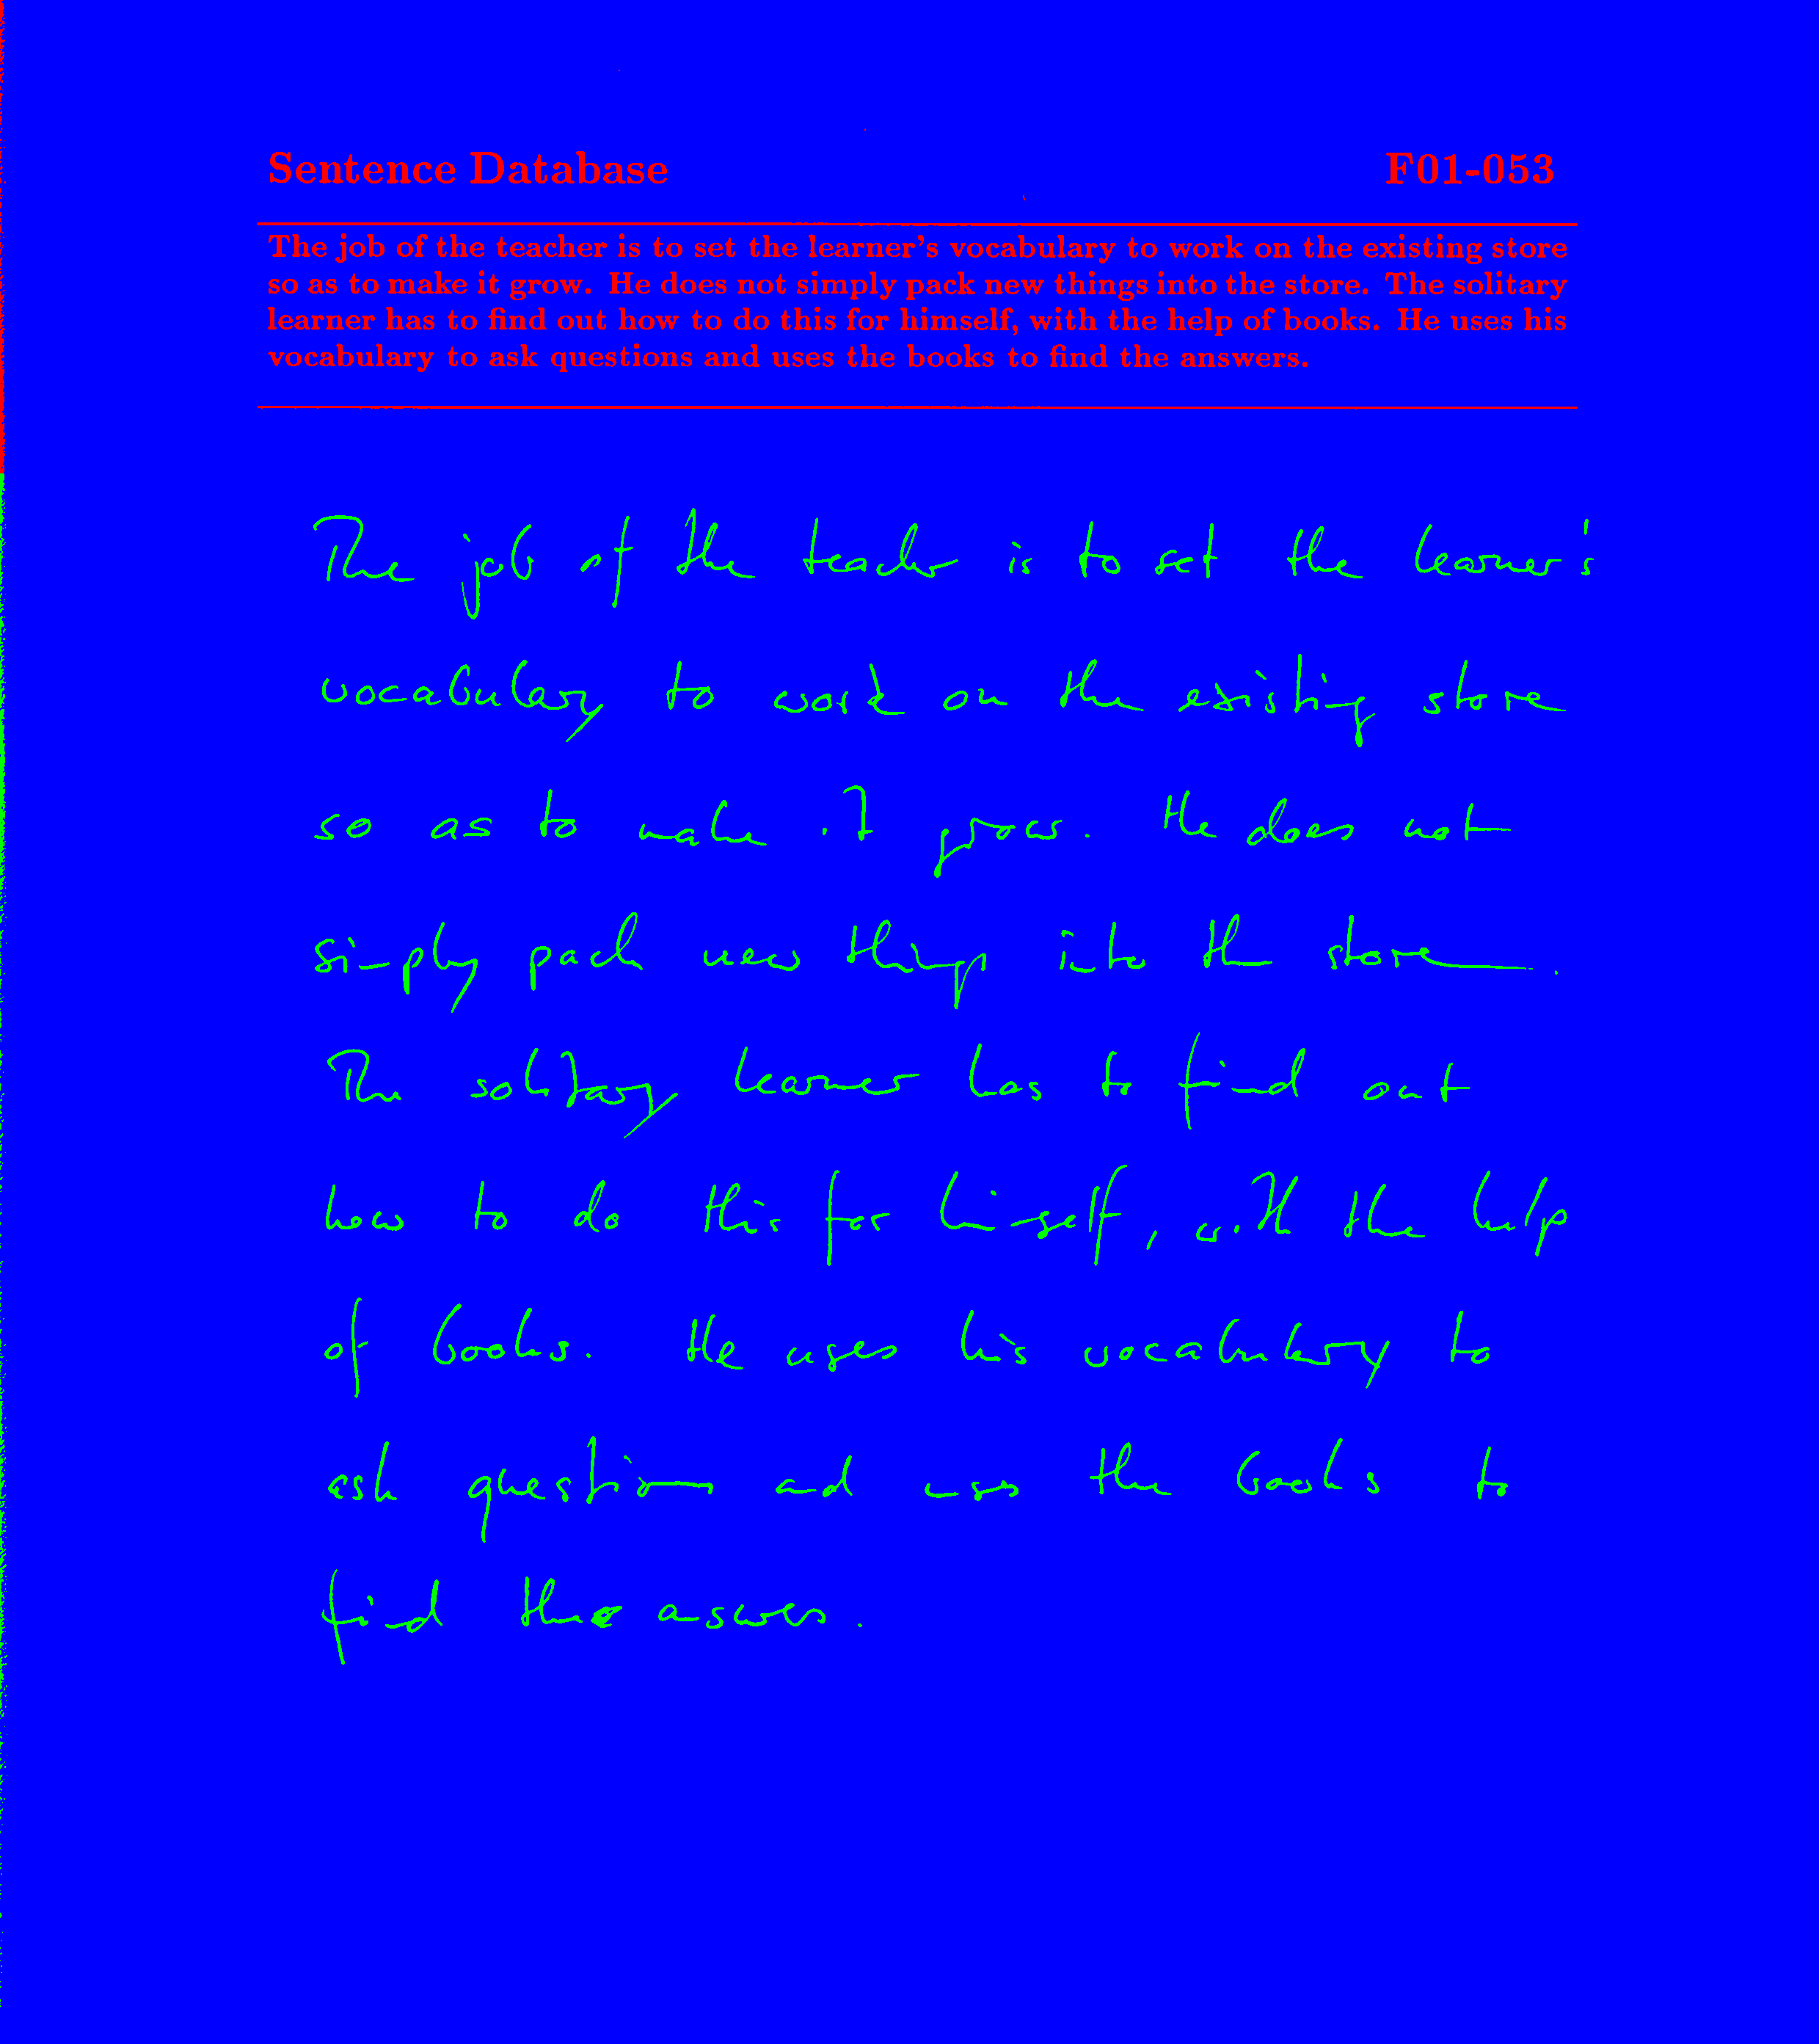 Sentence Database F01-053
The job of the teacher is to set the learner's vocabulary to work on the existing store
so as to make it grow. He does not simply pack new things into the store. The solitary
learner has to find out how to do this for himself, with the help of books. He uses his
vocabulary to ask questions and uses the books to find the answers.
The job of the teacher is to set the learner's
vocabulary to work on the existing store
so as to make it grow. He does not
simply pack new things into the store.
The solitary learner has to find out
how to do this for himself, with the help
of books. He uses his vocabulary to
ask questions and uses the books to
find the answers.